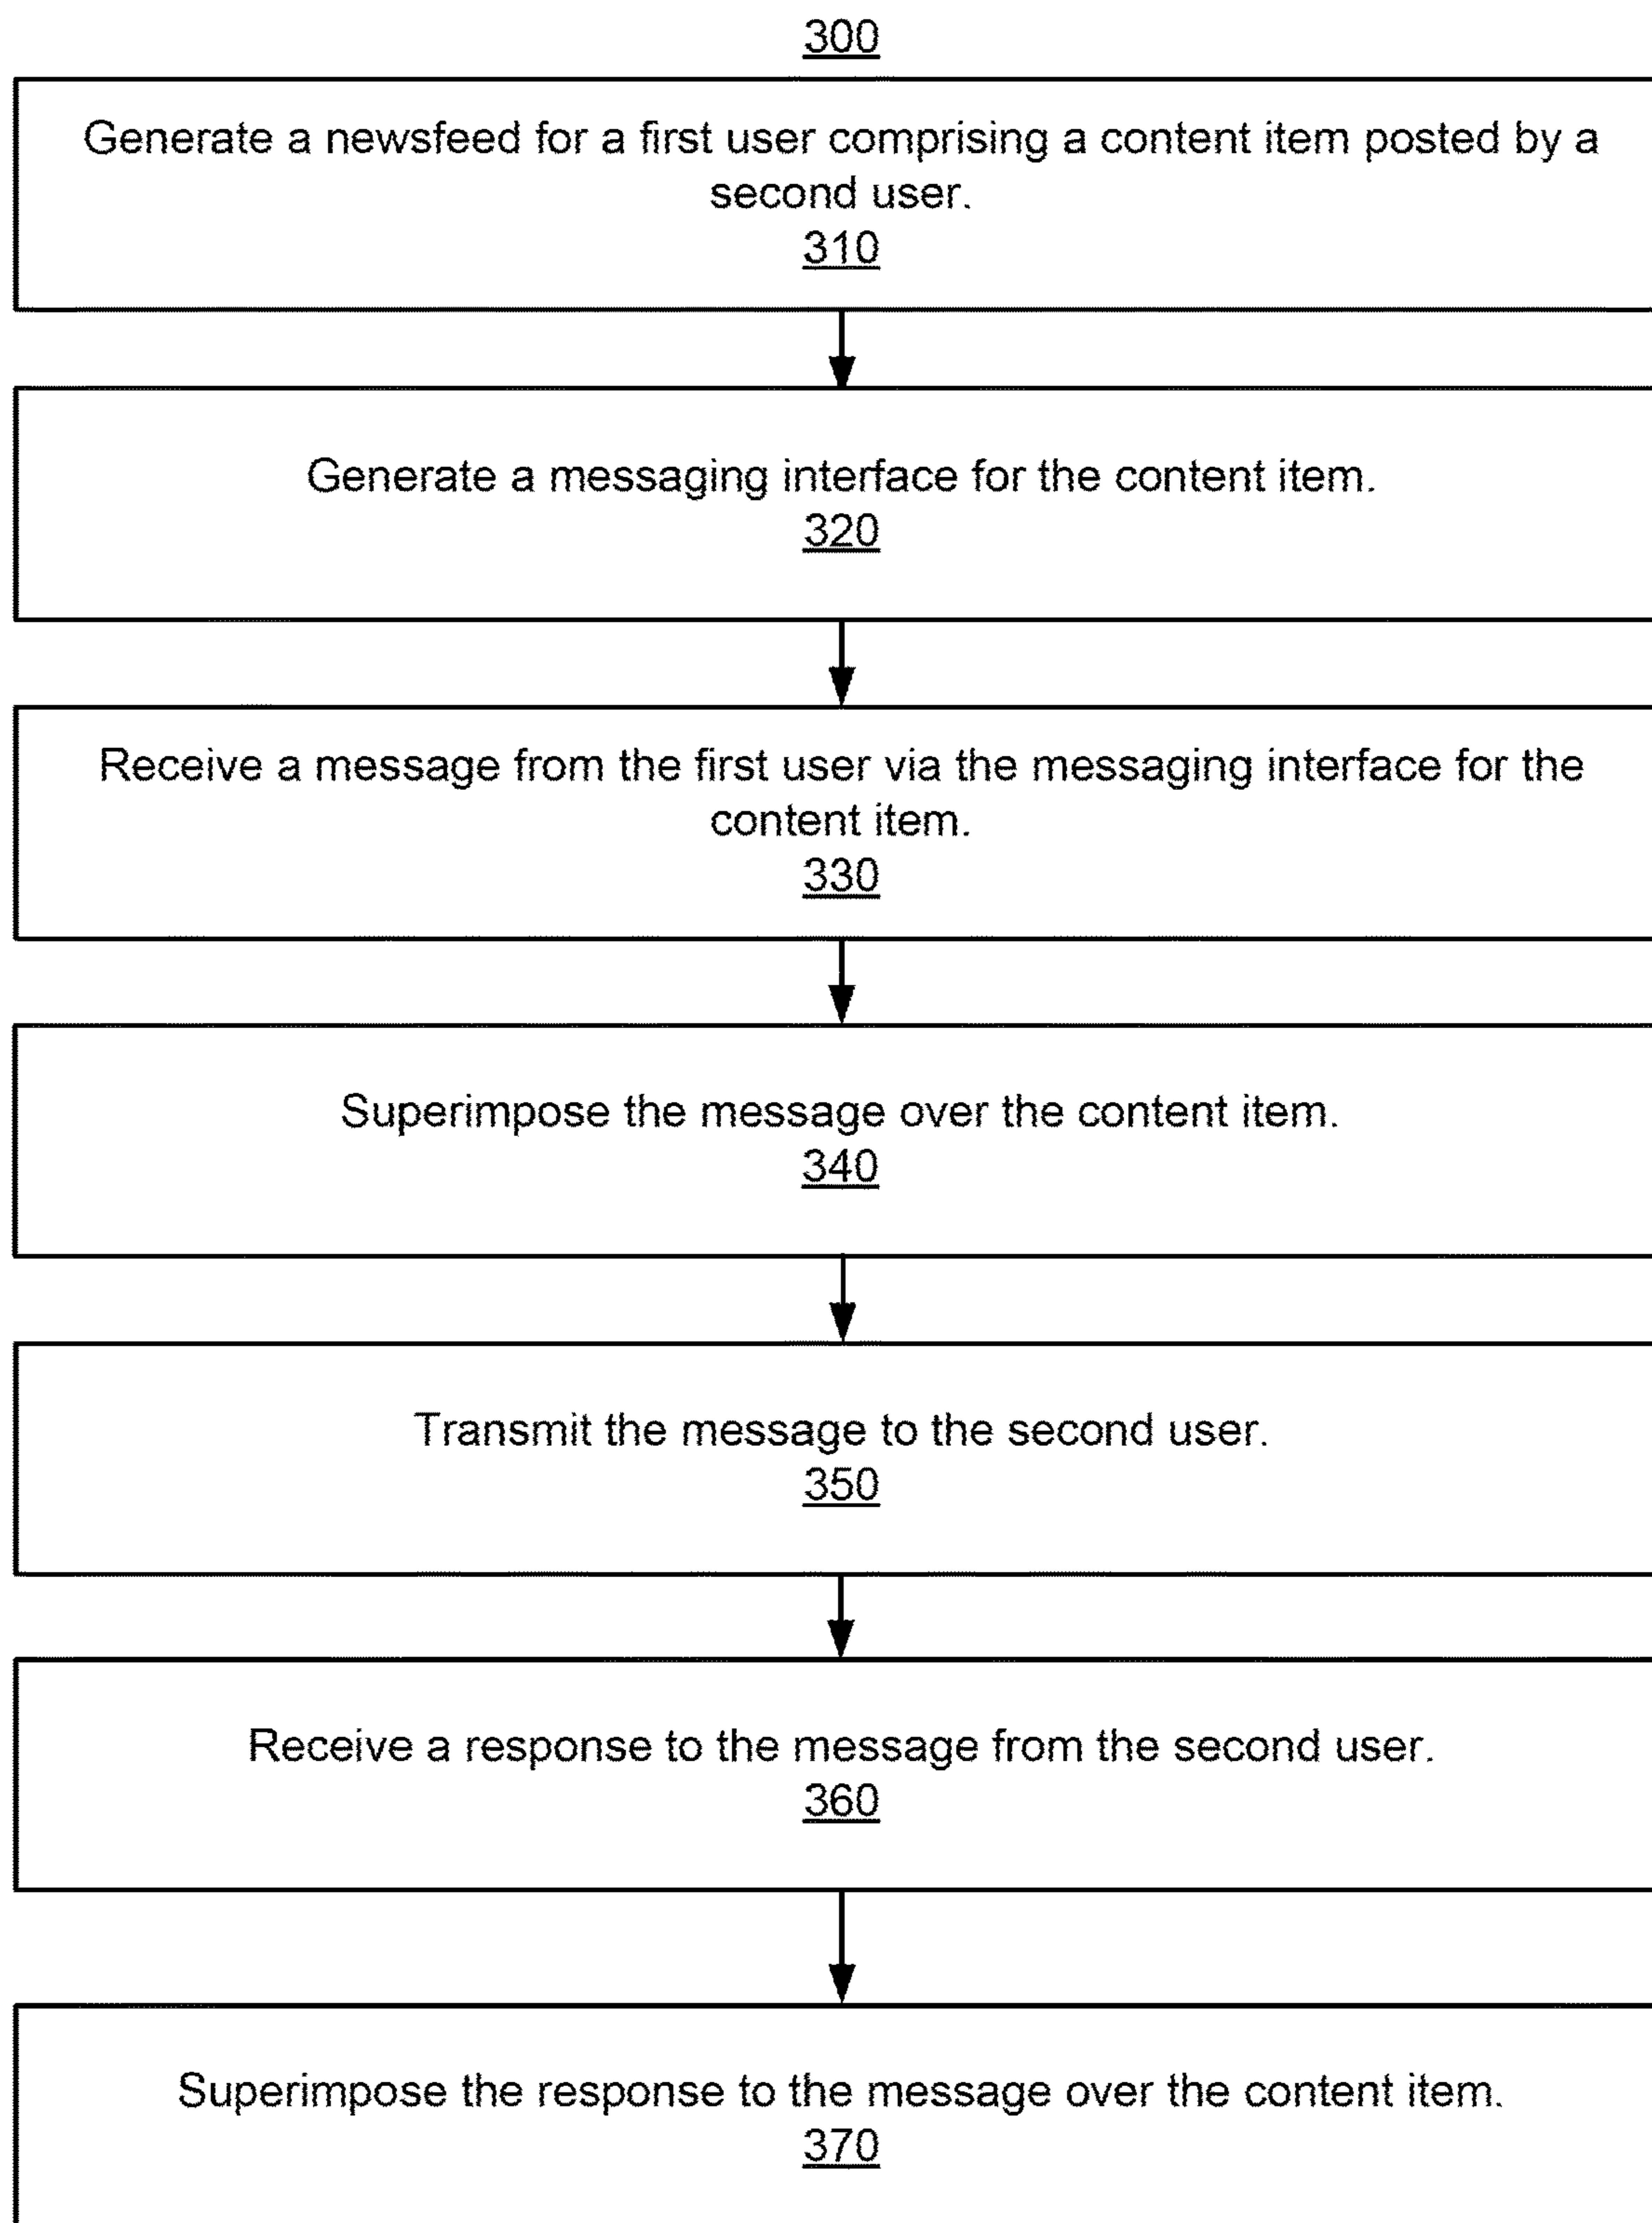 300
Generate a newsfeed for a first user comprising a content item posted by a
second user.
310
Generate a messaging interface for the content item.
320
Receive a message from the first user via the messaging interface for the
content item.
330
Superimpose the message over the content item.
340
Transmit the message to the second user.
350
Receive a response to the message from the second user.
360
Superimpose the response to the message over the content item.
370